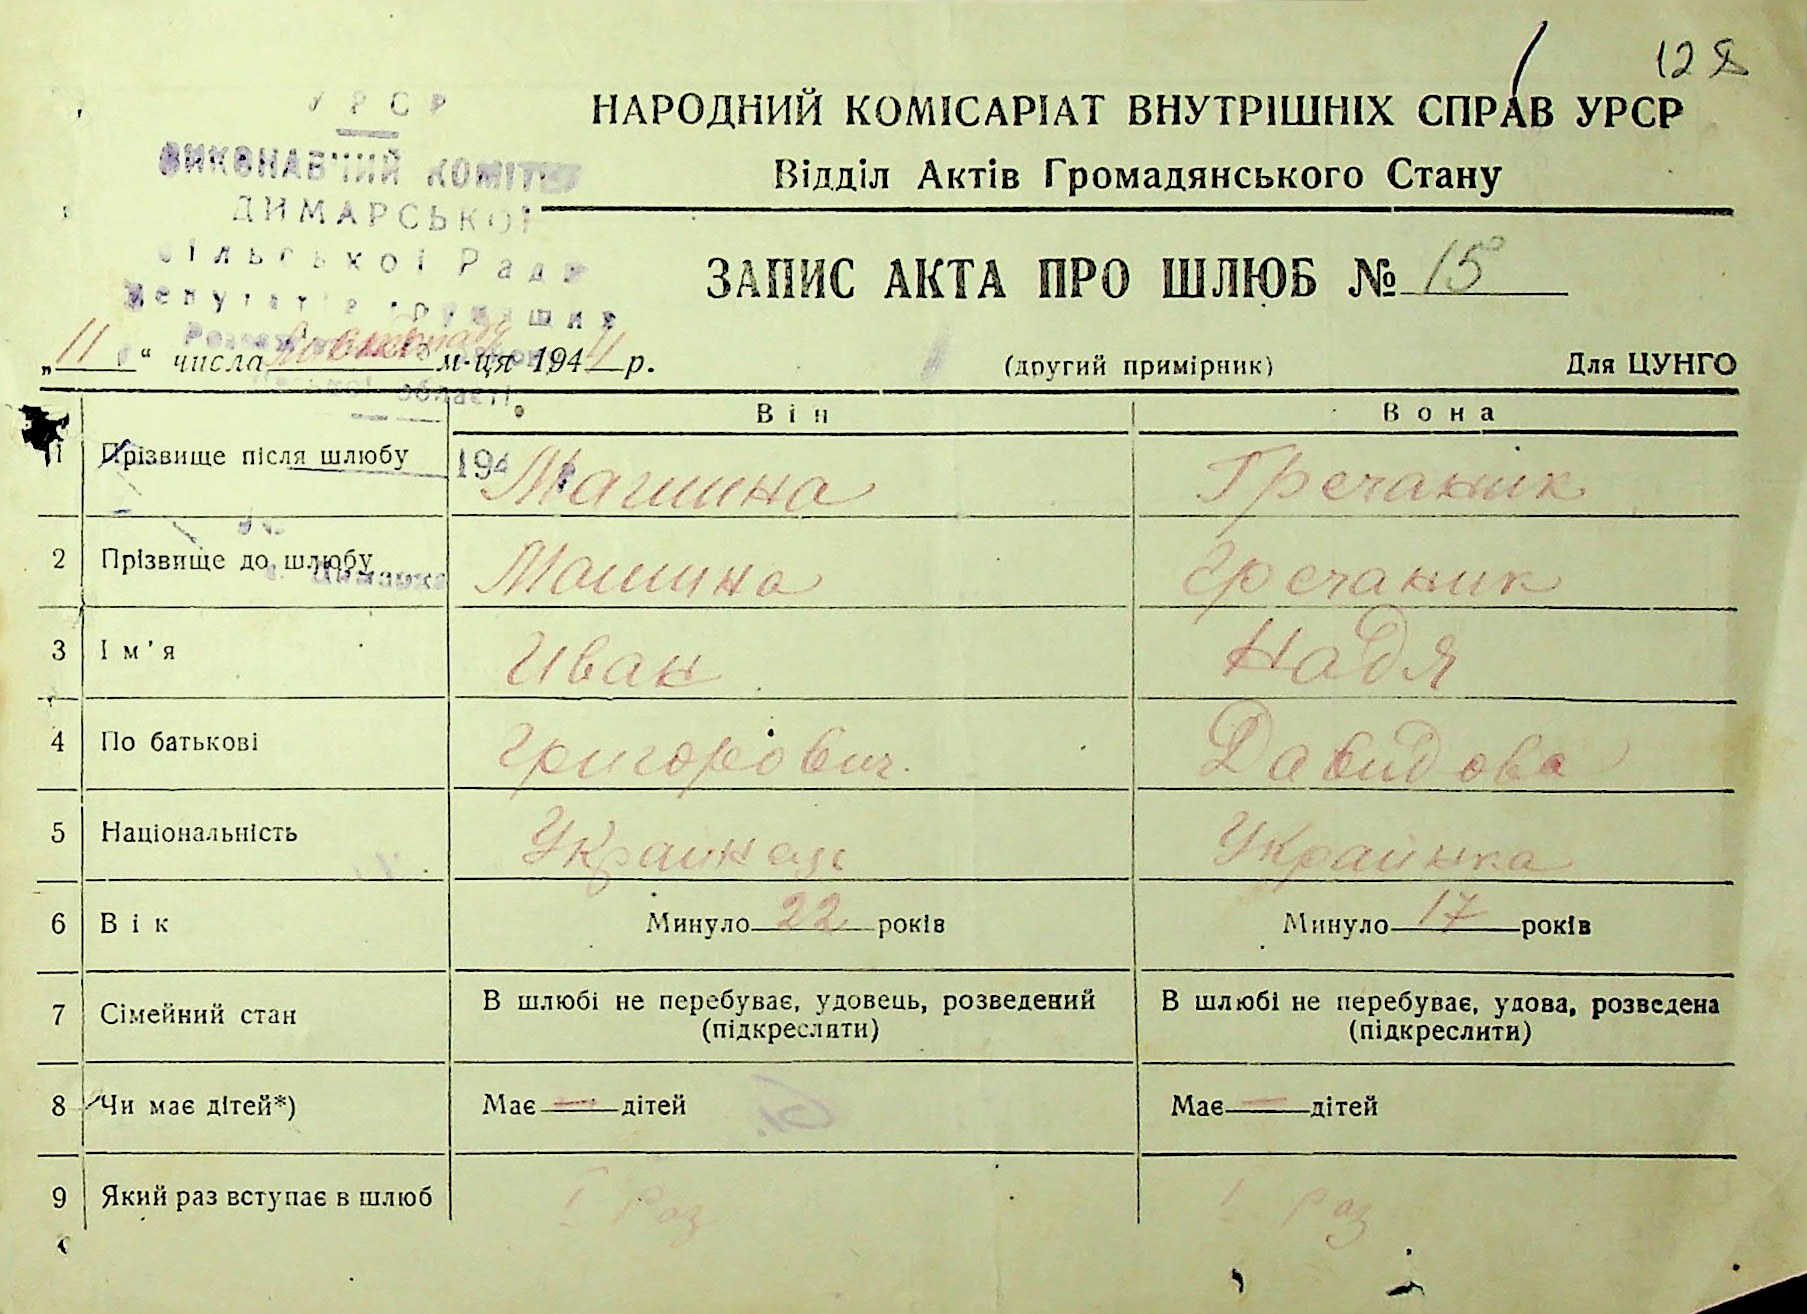 НАРОДНИЙ КОМІСАРІАТ ВНУТРІШНІХ СПРАВ УРСР
Відділ Актів Громадянського Стану
УРСР
ВИКОНАВЧИЙ КОМІТЕТ
ДИМАРСЬКОЇ
Сільської Ради
Депутатів Трудящих
області
ЗАПИС АКТА ПРО ШЛЮБ № 15
„11“ числа м-ця 1944 р.
(другий примірник)
Для ЦУНГО
Він Вона
1 Прізвище після шлюбу Машина Гречаник
194
2 Прізвище до шлюбу Машина Гречаник
с. Димарка
3 Ім'я Иван Надя
4 По батькові Григорович. Давидова
5 Національність Украинец Украинка
6 Вік Минуло 22 років Минуло 17 років
7 Сімейний стан В шлюбі не перебуває, удовець, розведений (підкреслити) В шлюбі не перебуває, удова, розведена (підкреслити)
8 Чи має дітей*) Має — дітей Має — дітей
9 Який раз вступає в шлюб I раз I раз